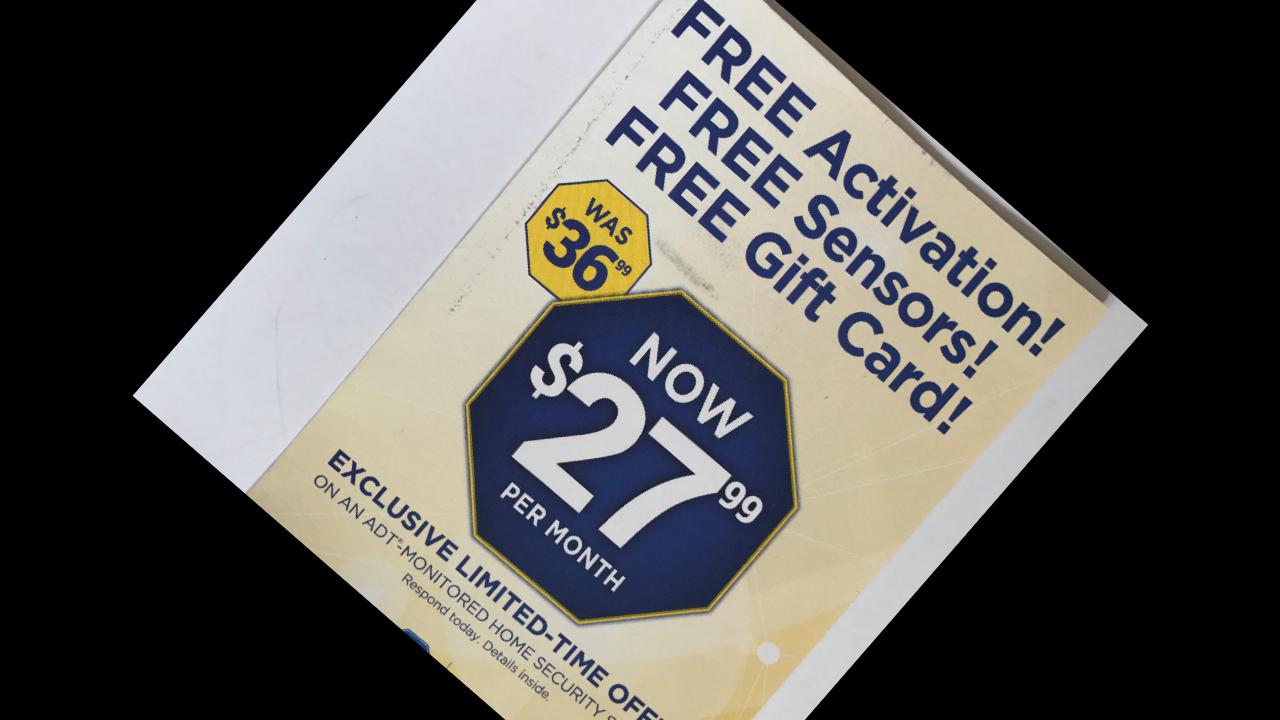 FREE Activation!
FREE Sensors!
FREE Gift Card!
WAS
$36.99
NOW
$27.99
PER MONTH
EXCLUSIVE LIMITED-TIME
ON AN ADT®-MONITORED HOME SECURITY
Respond today. Details inside.